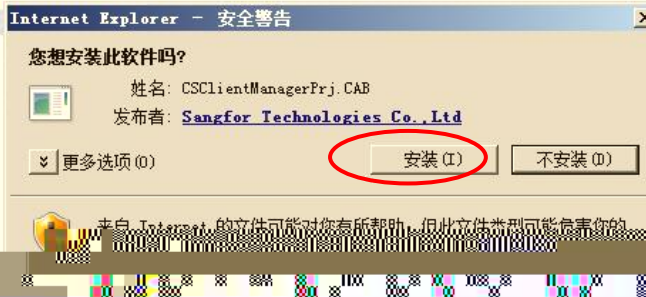 Internet Explorer - 安全警告
您想安装此软件吗?
姓名: CSClientManagerPrj.CAB
发布者: Sangfor Technologies Co.,Ltd
更多选项(O) 安装(I) 不安装(D)
来自 Internet 的文件可能对您有所帮助，但此文件类型可能危害您的